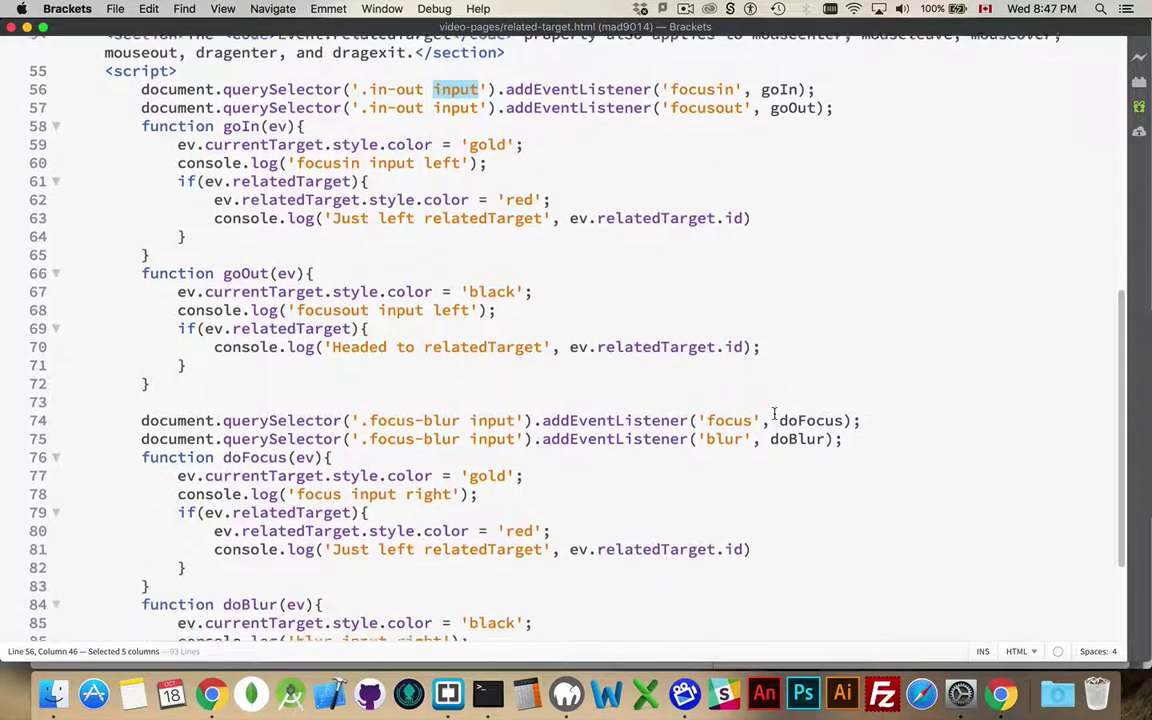 Brackets File Edit Find View Navigate Emmet Window Debug Help 100% Wed 8:47 PM
video-pages/related-target.html (mad9014) — Brackets
mouseout, dragenter, and dragexit.</section>
55 <script>
56 document.querySelector('.in-out input').addEventListener('focusin', goIn);
57 document.querySelector('.in-out input').addEventListener('focusout', goOut);
58 function goIn(ev){
59 ev.currentTarget.style.color = 'gold';
60 console.log('focusin input left');
61 if(ev.relatedTarget){
62 ev.relatedTarget.style.color = 'red';
63 console.log('Just left relatedTarget', ev.relatedTarget.id)
64 }
65 }
66 function goOut(ev){
67 ev.currentTarget.style.color = 'black';
68 console.log('focusout input left');
69 if(ev.relatedTarget){
70 console.log('Headed to relatedTarget', ev.relatedTarget.id);
71 }
72 }
73
74 document.querySelector('.focus-blur input').addEventListener('focus', doFocus);
75 document.querySelector('.focus-blur input').addEventListener('blur', doBlur);
76 function doFocus(ev){
77 ev.currentTarget.style.color = 'gold';
78 console.log('focus input right');
79 if(ev.relatedTarget){
80 ev.relatedTarget.style.color = 'red';
81 console.log('Just left relatedTarget', ev.relatedTarget.id)
82 }
83 }
84 function doBlur(ev){
85 ev.currentTarget.style.color = 'black';
Line 56, Column 46 — Selected 5 columns — 93 Lines INS HTML Spaces: 4
OCT 18 W X S An Ps Ai Fz